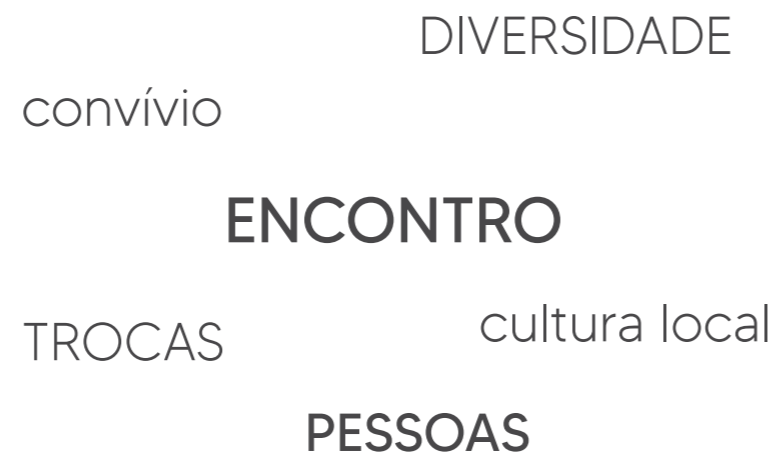 DIVERSIDADE
convívio
ENCONTRO
cultura local
TROCAS
PESSOAS